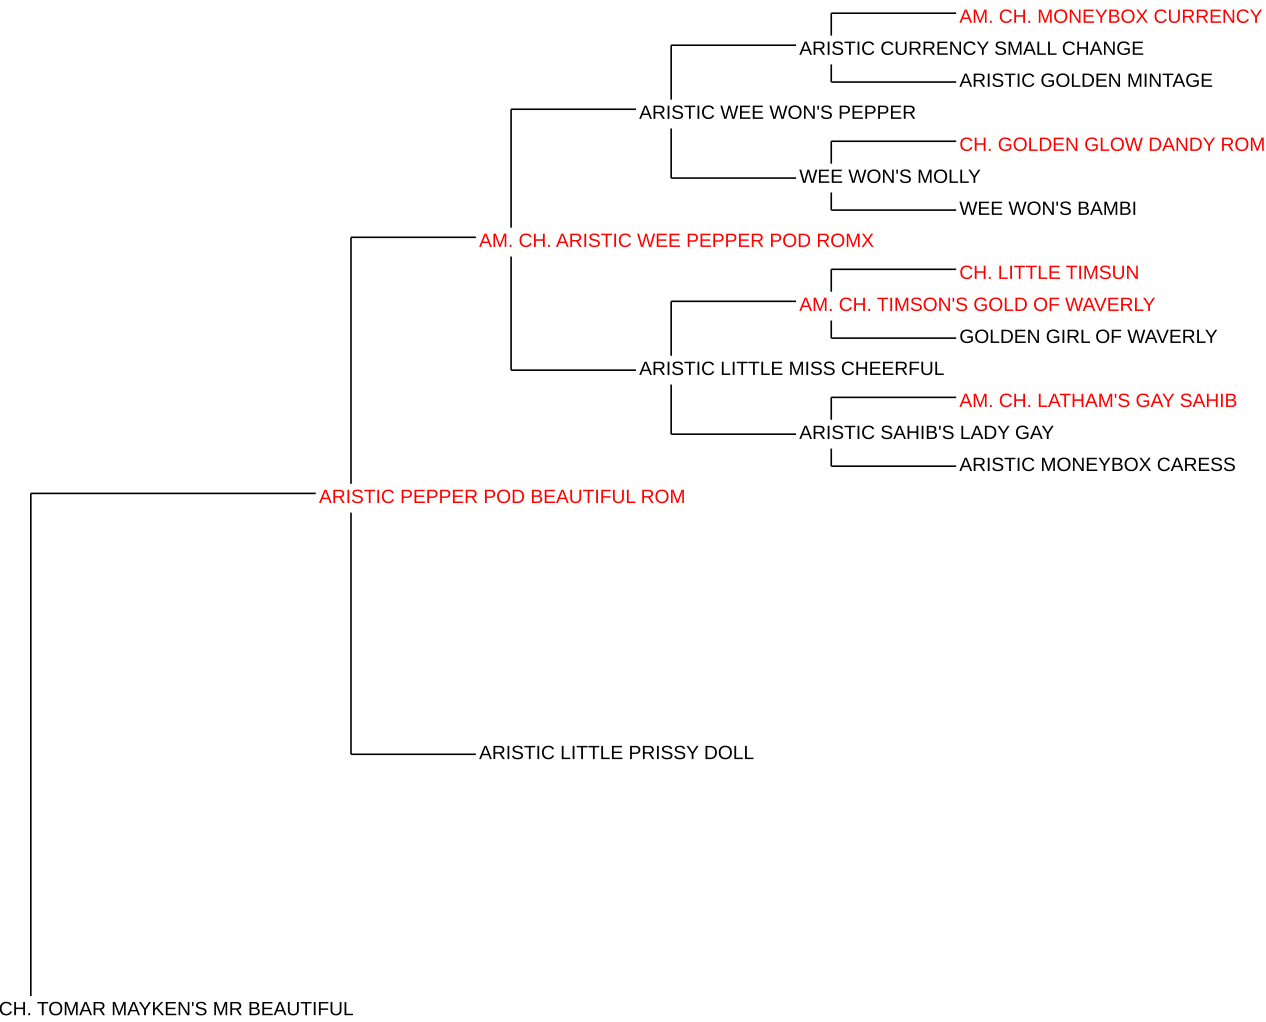 AM. CH. MONEYBOX CURRENCY
ARISTIC CURRENCY SMALL CHANGE
ARISTIC GOLDEN MINTAGE
ARISTIC WEE WON'S PEPPER
CH. GOLDEN GLOW DANDY ROM
WEE WON'S MOLLY
WEE WON'S BAMBI
AM. CH. ARISTIC WEE PEPPER POD ROMX
CH. LITTLE TIMSUN
AM. CH. TIMSON'S GOLD OF WAVERLY
GOLDEN GIRL OF WAVERLY
ARISTIC LITTLE MISS CHEERFUL
AM. CH. LATHAM'S GAY SAHIB
ARISTIC SAHIB'S LADY GAY
ARISTIC MONEYBOX CARESS
ARISTIC PEPPER POD BEAUTIFUL ROM
ARISTIC LITTLE PRISSY DOLL
CH. TOMAR MAYKEN'S MR BEAUTIFUL